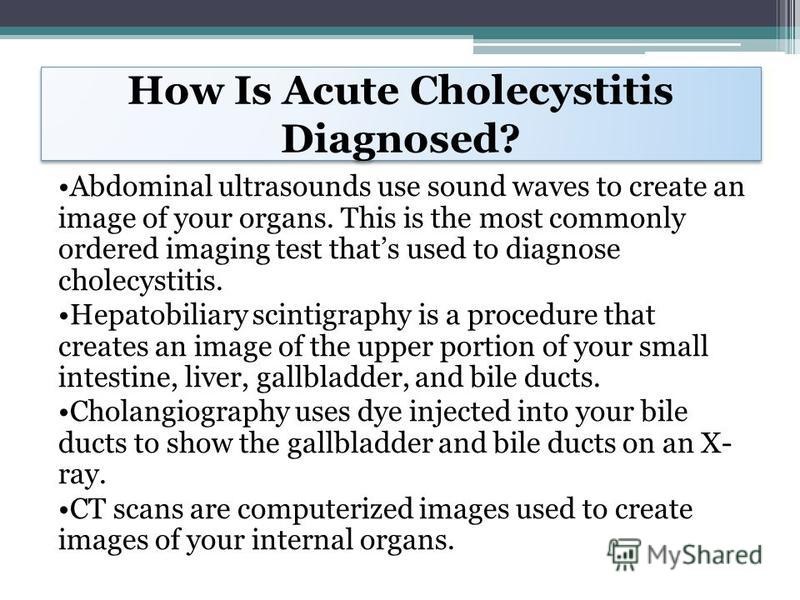 How Is Acute Cholecystitis
Diagnosed?
•Abdominal ultrasounds use sound waves to create an
image of your organs. This is the most commonly
ordered imaging test that’s used to diagnose
cholecystitis.
•Hepatobiliary scintigraphy is a procedure that
creates an image of the upper portion of your small
intestine, liver, gallbladder, and bile ducts.
•Cholangiography uses dye injected into your bile
ducts to show the gallbladder and bile ducts on an X-
ray.
•CT scans are computerized images used to create
images of your internal organs.
MyShared